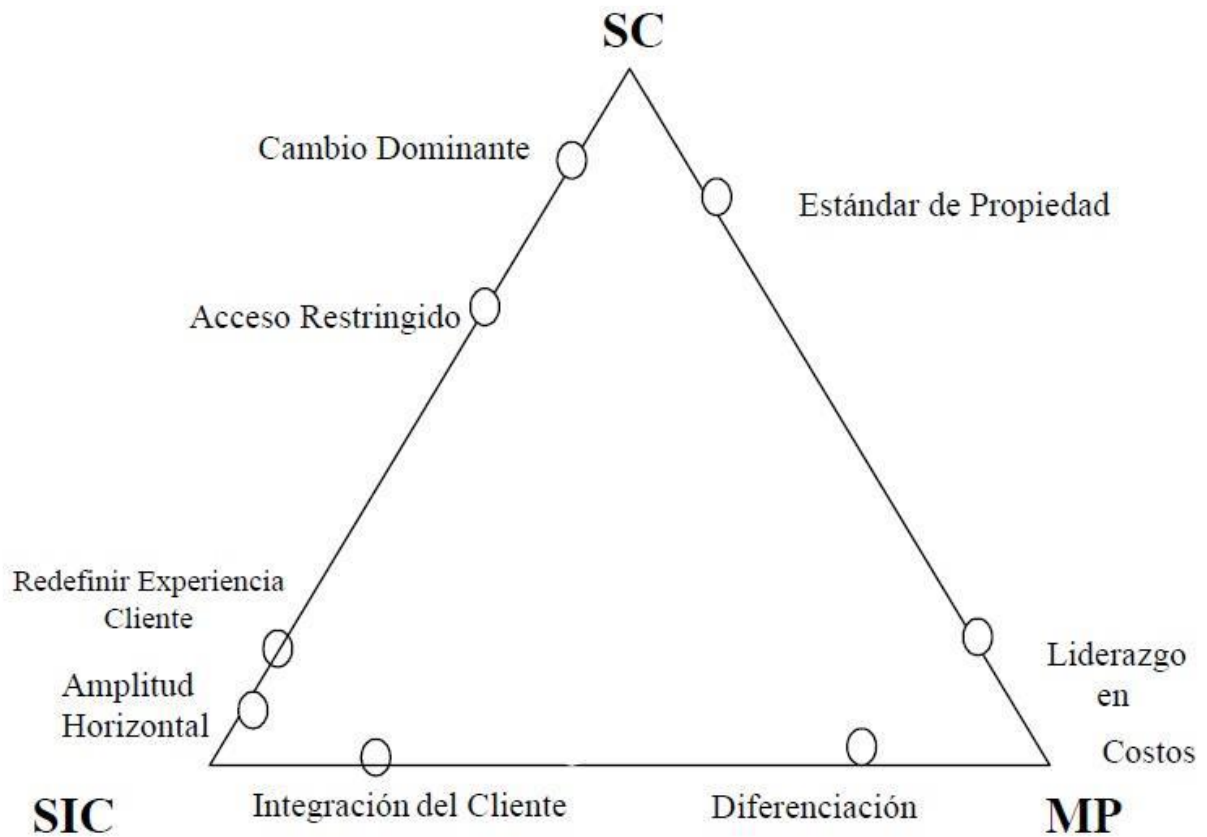 SC
Cambio Dominante
Estándar de Propiedad
Acceso Restringido
Redefinir Experiencia
Cliente
Amplitud
Horizontal
Liderazgo
en
Costos
Integración del Cliente
Diferenciación
SIC
MP